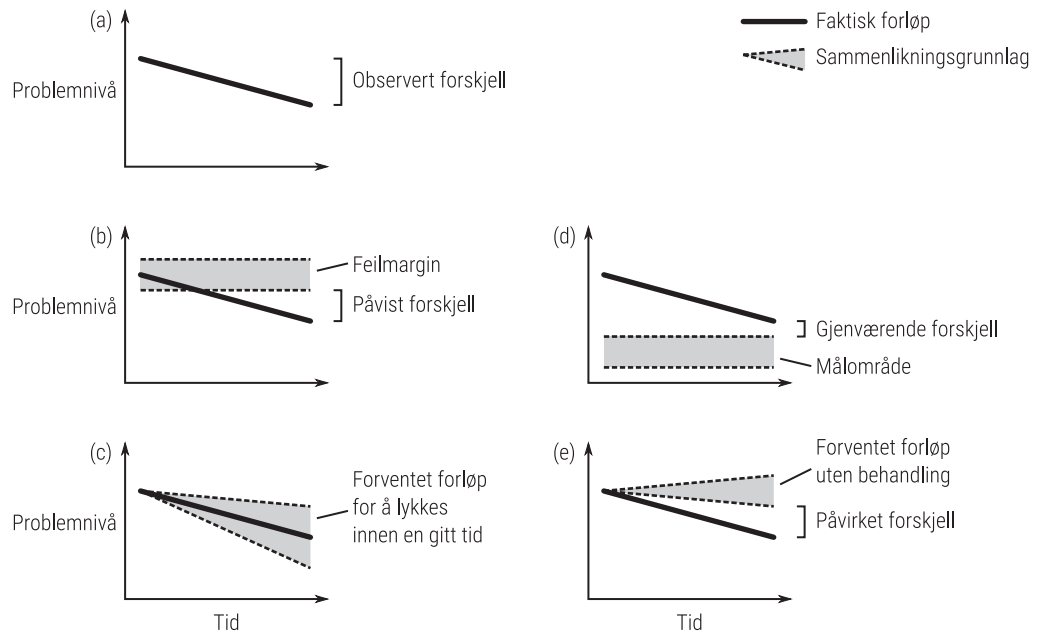 (a)
Problemnivå
Observert forskjell
Faktisk forløp
Sammenlikningsgrunnlag
(b)
Problemnivå
Feilmargin
Påvist forskjell
(d)
Gjenværende forskjell
Målområde
(c)
Problemnivå
Forventet forløp
for å lykkes
innen en gitt tid
Tid
(e)
Forventet forløp
uten behandling
Påvirket forskjell
Tid